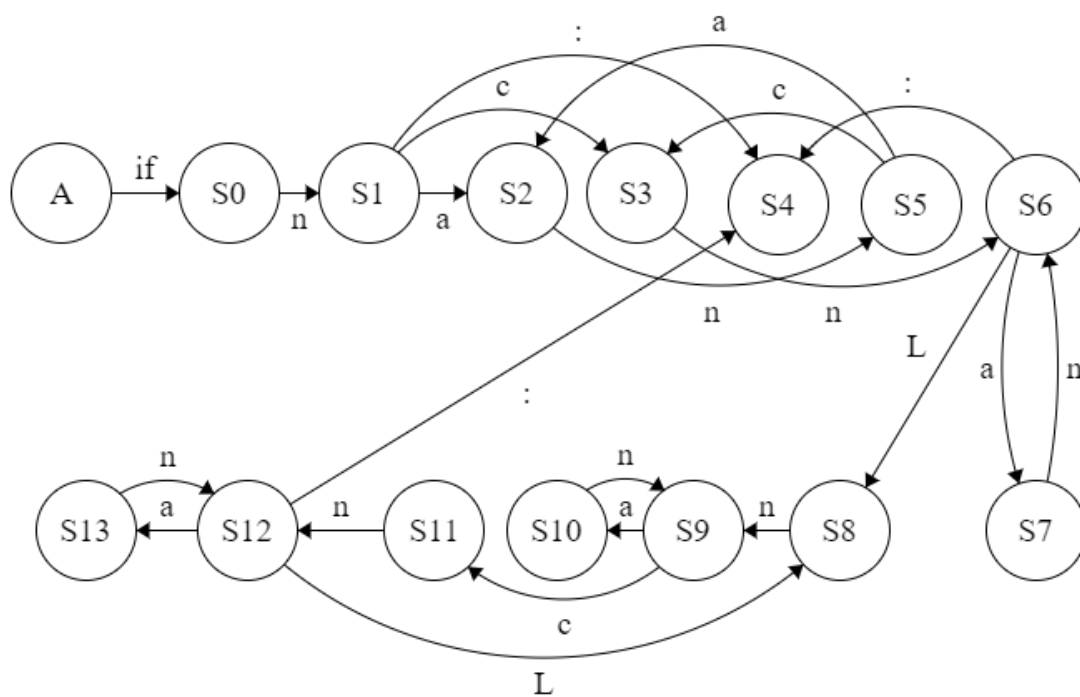 : a
c c :
if
A S0 S1 S2 S3 S4 S5 S6
n a
n n
L
a n
:
n n
a n a n
S13 S12 S11 S10 S9 S8 S7
c
L